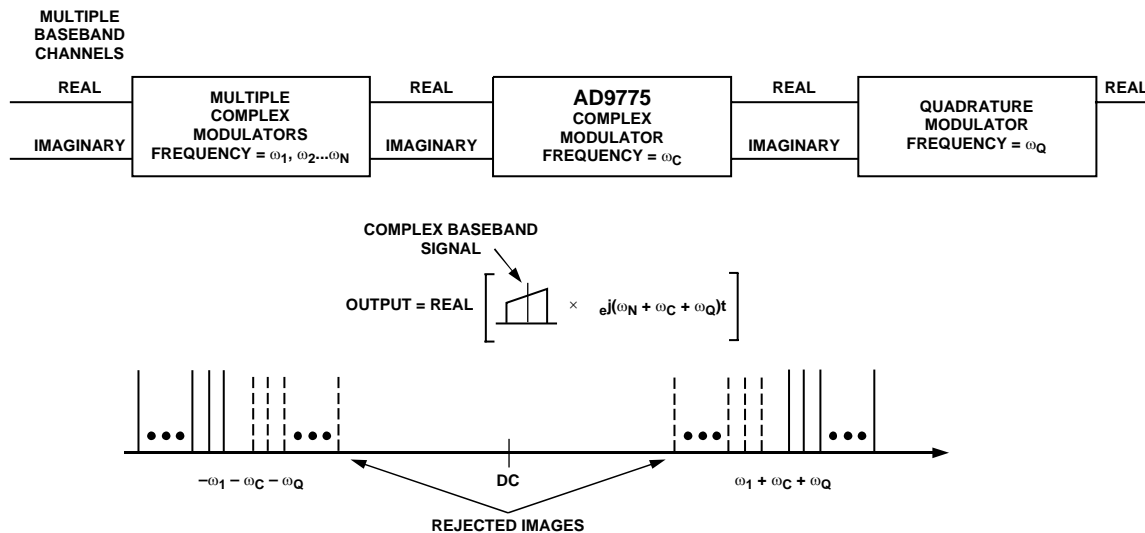 MULTIPLE
BASEBAND
CHANNELS
REAL
IMAGINARY
MULTIPLE
COMPLEX
MODULATORS
FREQUENCY = ω1, ω2...ωN
REAL
IMAGINARY
AD9775
COMPLEX
MODULATOR
FREQUENCY = ωC
REAL
IMAGINARY
QUADRATURE
MODULATOR
FREQUENCY = ωQ
REAL
COMPLEX BASEBAND
SIGNAL
OUTPUT = REAL × ej(ωN + ωC + ωQ)t
–ω1 – ωC – ωQ
DC
ω1 + ωC + ωQ
REJECTED IMAGES